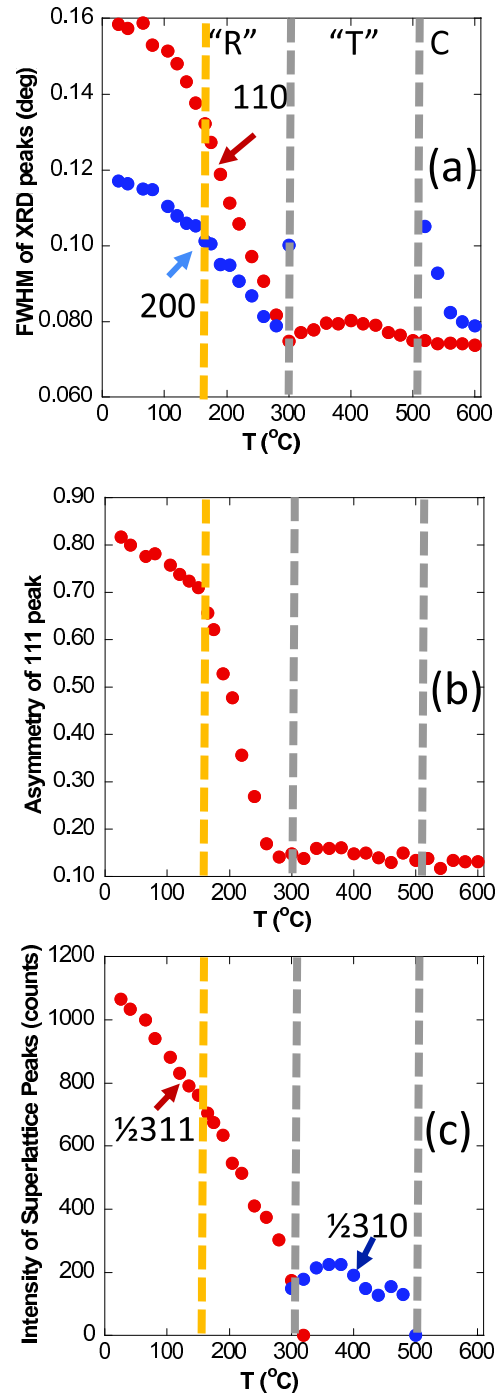 0.16
0.14
0.12
0.10
0.080
0.060
FWHM of XRD peaks (deg)
"R"
"T"
C
110
(a)
200
0 100 200 300 400 500 600
T (°C)
0.90
0.80
0.70
0.60
0.50
0.40
0.30
0.20
0.10
Asymmetry of 111 peak
(b)
0 100 200 300 400 500 600
T (°C)
1200
1000
800
600
400
200
0
Intensity of Superlattice Peaks (counts)
½311
(c)
½310
0 100 200 300 400 500 600
T (°C)